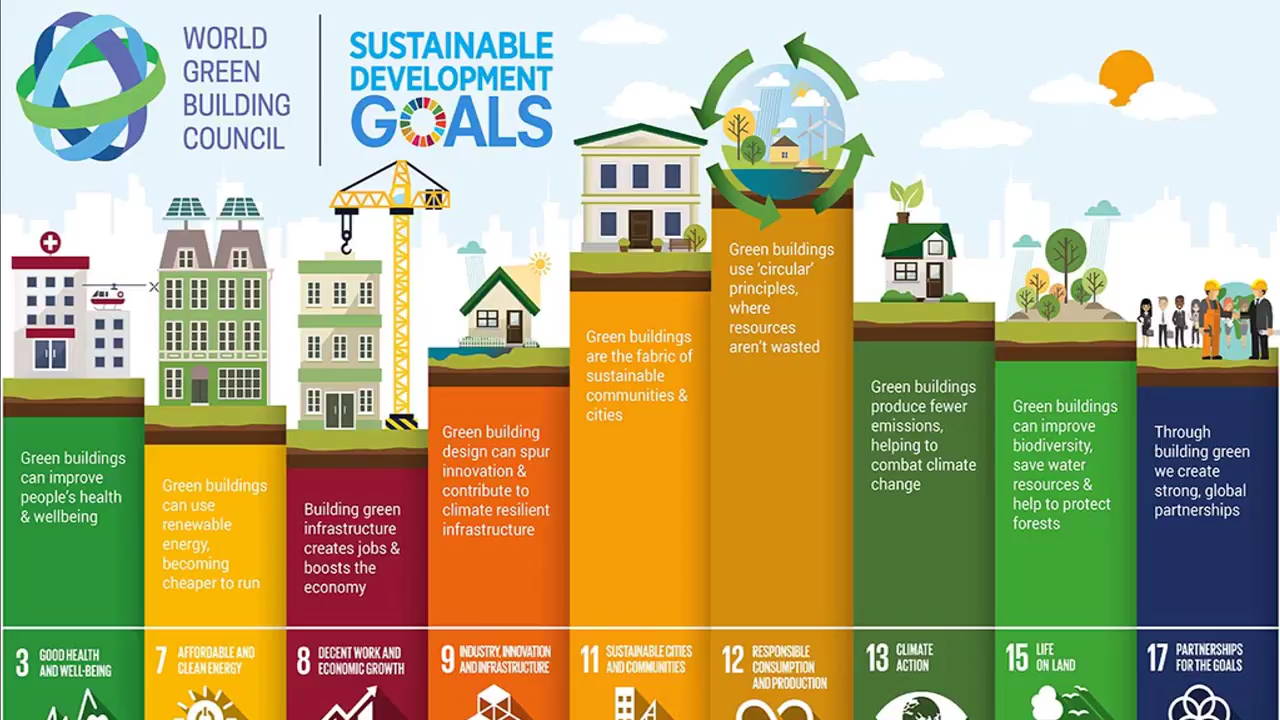 WORLD
GREEN
BUILDING
COUNCIL
SUSTAINABLE
DEVELOPMENT
GOALS
Green buildings
can improve
people's health
& wellbeing
Green buildings
can use
renewable
energy,
becoming
cheaper to run
Building green
infrastructure
creates jobs &
boosts the
economy
Green building
design can spur
innovation &
contribute to
climate resilient
infrastructure
Green buildings
are the fabric of
sustainable
communities &
cities
Green buildings
use ‘circular’
principles,
where
resources
aren't wasted
Green buildings
produce fewer
emissions,
helping to
combat climate
change
Green buildings
can improve
biodiversity,
save water
resources &
help to protect
forests
Through
building green
we create
strong, global
partnerships
3 GOOD HEALTH
AND WELL-BEING
7 AFFORDABLE AND
CLEAN ENERGY
8 DECENT WORK AND
ECONOMIC GROWTH
9 INDUSTRY, INNOVATION
AND INFRASTRUCTURE
11 SUSTAINABLE CITIES
AND COMMUNITIES
12 RESPONSIBLE
CONSUMPTION
AND PRODUCTION
13 CLIMATE
ACTION
15 LIFE
ON LAND
17 PARTNERSHIPS
FOR THE GOALS